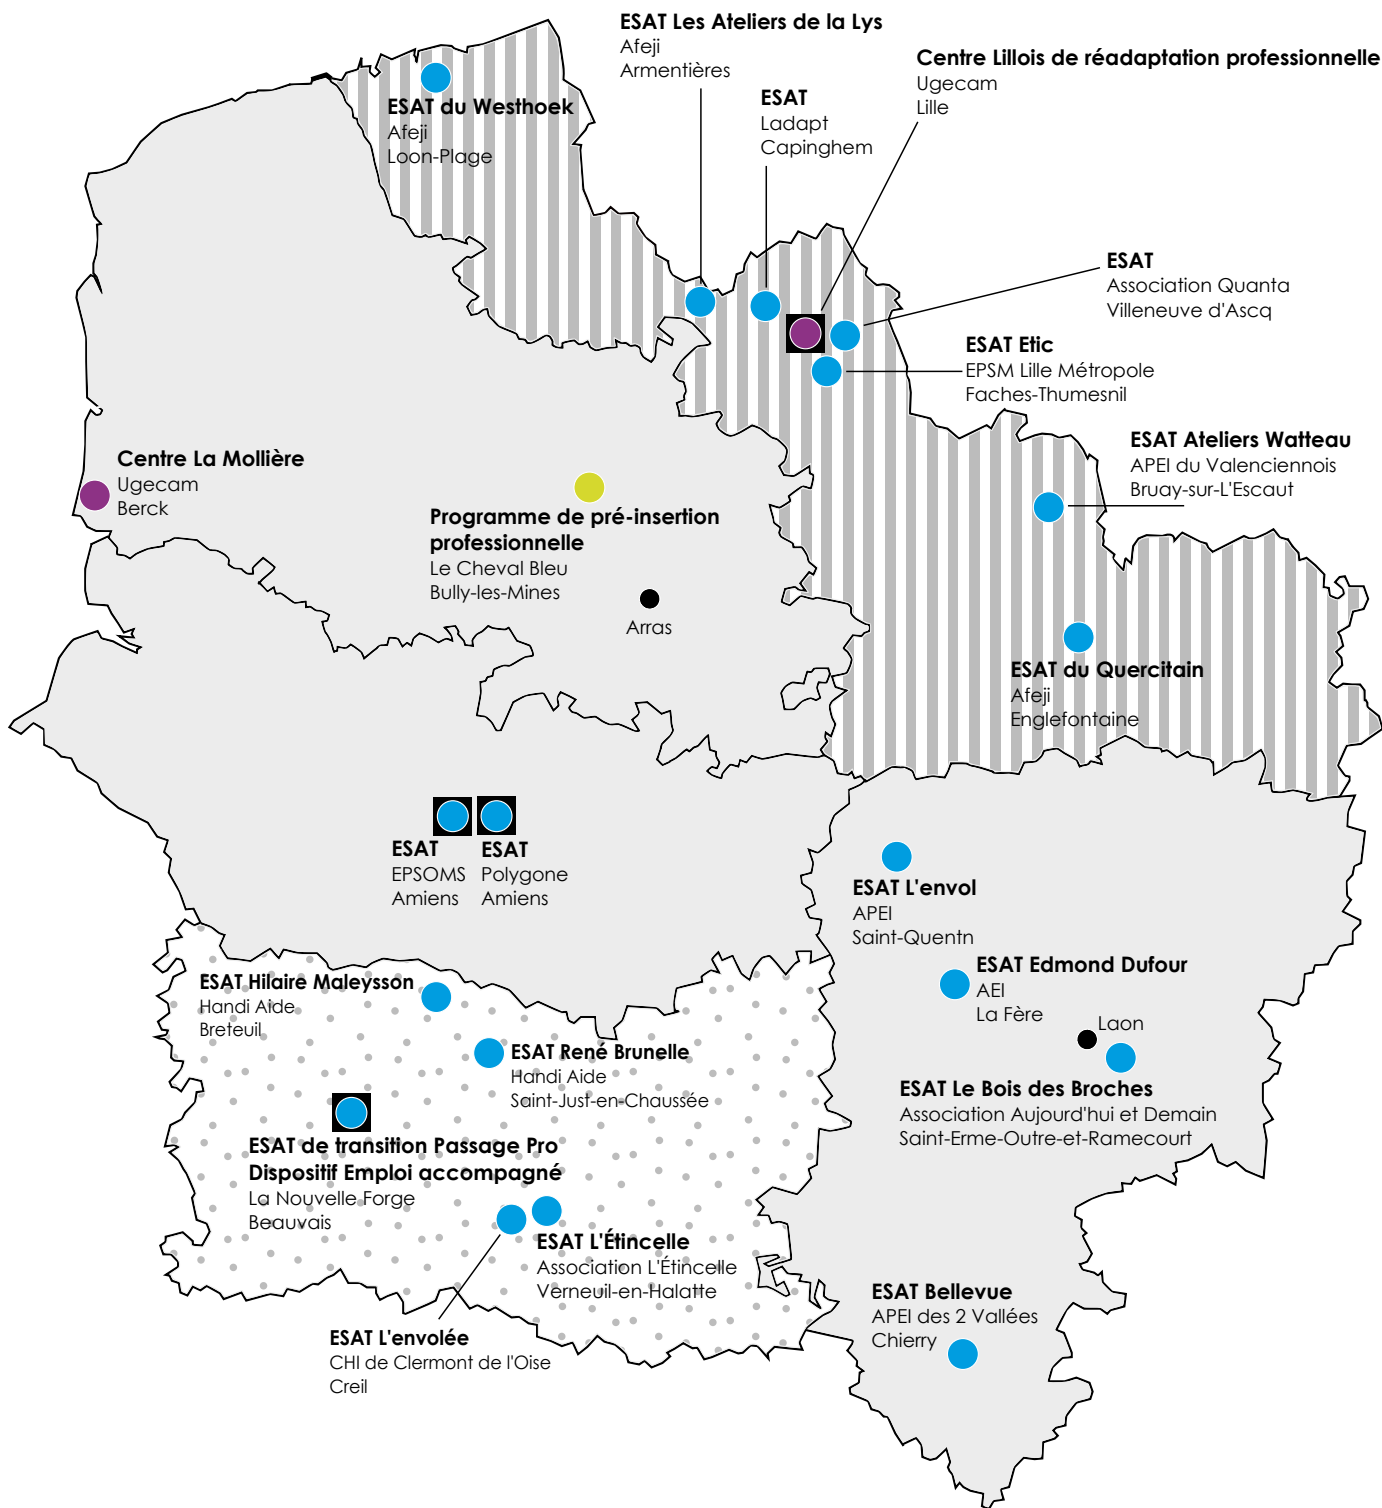 ESAT Les Ateliers de la Lys
Afeji
Armentières
Centre Lillois de réadaptation professionnelle
Ugecam
Lille
ESAT
Ladapt
Capinghem
ESAT du Westhoek
Afeji
Loon-Plage
ESAT
Association Quanta
Villeneuve d'Ascq
ESAT Etic
EPSM Lille Métropole
Faches-Thumesnil
ESAT Ateliers Watteau
APEI du Valenciennois
Bruay-sur-L'Escaut
Centre La Mollière
Ugecam
Berck
Programme de pré-insertion
professionnelle
Le Cheval Bleu
Bully-les-Mines
Arras
ESAT du Quercitain
Afeji
Englefontaine
ESAT
EPSOMS
Amiens
ESAT
Polygone
Amiens
ESAT L'envol
APEI
Saint-Quentn
ESAT Edmond Dufour
AEI
La Fère
Laon
ESAT Le Bois des Broches
Association Aujourd'hui et Demain
Saint-Erme-Outre-et-Ramecourt
ESAT Hilaire Maleysson
Handi Aide
Breteuil
ESAT René Brunelle
Handi Aide
Saint-Just-en-Chaussée
ESAT de transition Passage Pro
Dispositif Emploi accompagné
La Nouvelle Forge
Beauvais
ESAT L'Étincelle
Association L'Étincelle
Verneuil-en-Halatte
ESAT L'envolée
CHI de Clermont de l'Oise
Creil
ESAT Bellevue
APEI des 2 Vallées
Chierry